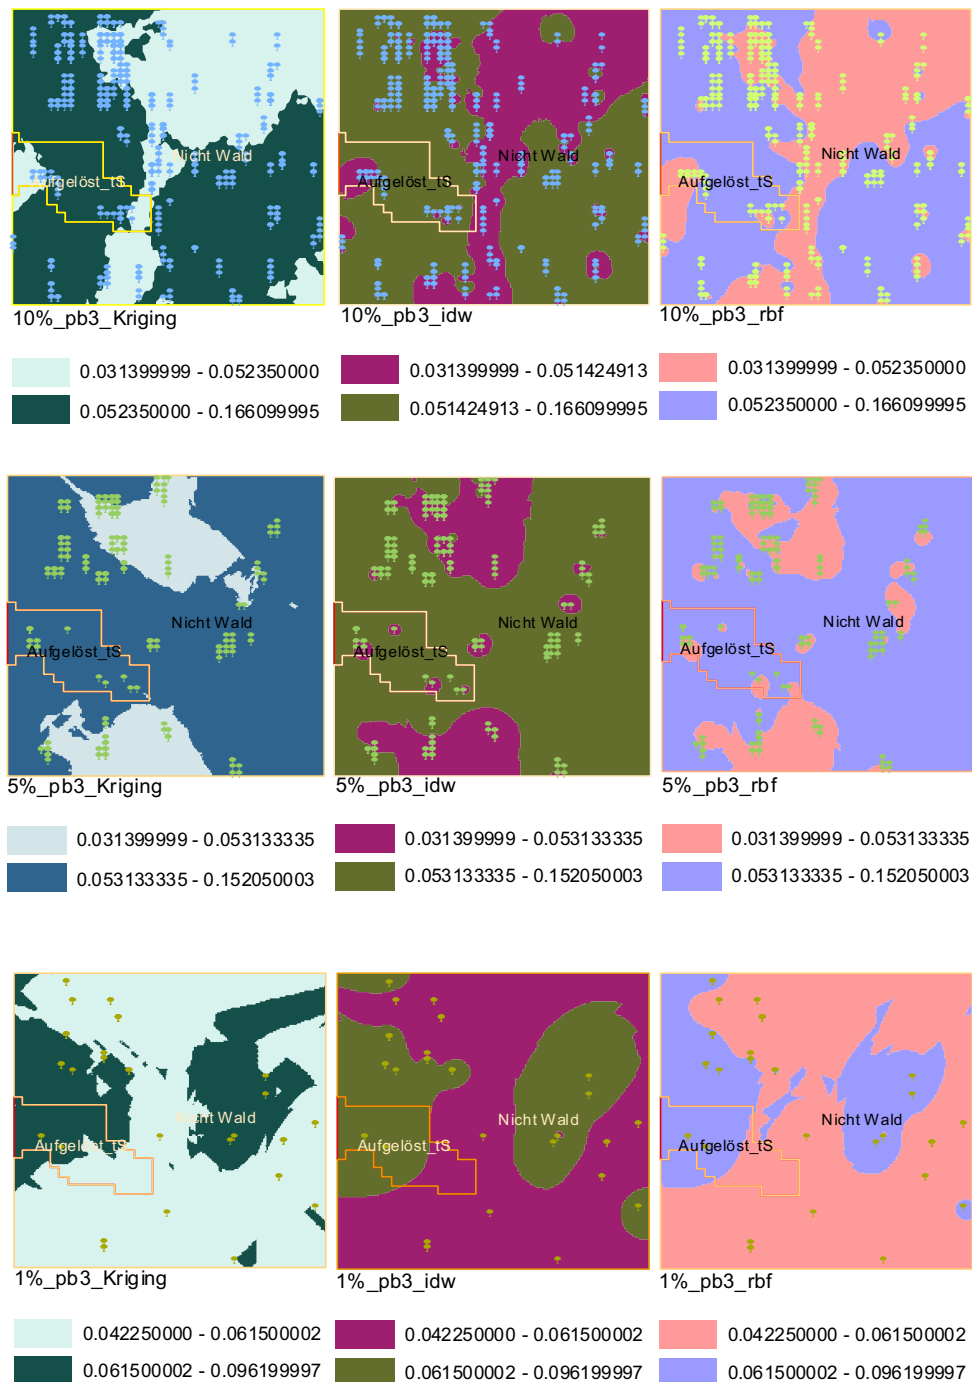 Nicht Wald
Aufgelöst_tS
Nicht Wald
Aufgelöst_tS
Nicht Wald
Aufgelöst_tS
10%_pb3_Kriging
10%_pb3_idw
10%_pb3_rbf
0.031399999 - 0.052350000
0.031399999 - 0.051424913
0.031399999 - 0.052350000
0.052350000 - 0.166099995
0.051424913 - 0.166099995
0.052350000 - 0.166099995
Nicht Wald
Aufgelöst_tS
Nicht Wald
Aufgelöst_tS
Nicht Wald
Aufgelöst_tS
5%_pb3_Kriging
5%_pb3_idw
5%_pb3_rbf
0.031399999 - 0.053133335
0.031399999 - 0.053133335
0.031399999 - 0.053133335
0.053133335 - 0.152050003
0.053133335 - 0.152050003
0.053133335 - 0.152050003
Nicht Wald
Aufgelöst_tS
Nicht Wald
Aufgelöst_tS
Nicht Wald
Aufgelöst_tS
1%_pb3_Kriging
1%_pb3_idw
1%_pb3_rbf
0.042250000 - 0.061500002
0.042250000 - 0.061500002
0.042250000 - 0.061500002
0.061500002 - 0.096199997
0.061500002 - 0.096199997
0.061500002 - 0.096199997